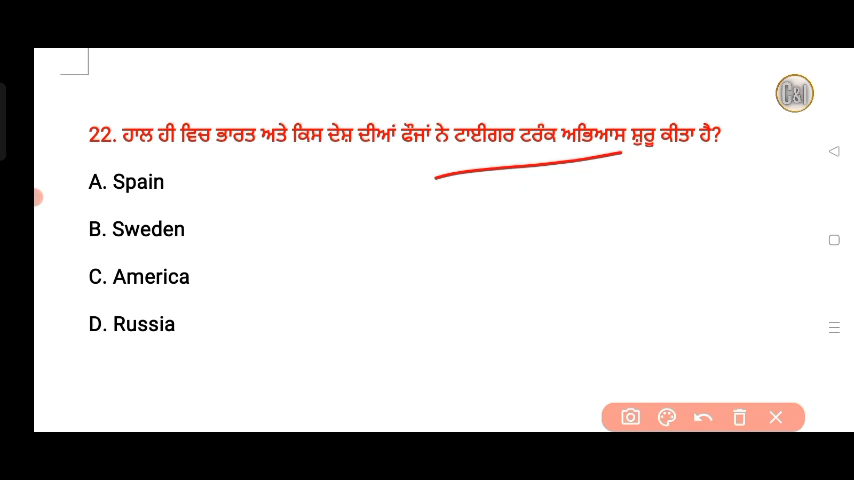 C&I
22. ਹਾਲ ਹੀ ਵਿਚ ਭਾਰਤ ਅਤੇ ਕਿਸ ਦੇਸ਼ ਦੀਆਂ ਫੌਜਾਂ ਨੇ ਟਾਈਗਰ ਟਰੰਕ ਅਭਿਆਸ ਸ਼ੁਰੂ ਕੀਤਾ ਹੈ?
A. Spain
B. Sweden
C. America
D. Russia